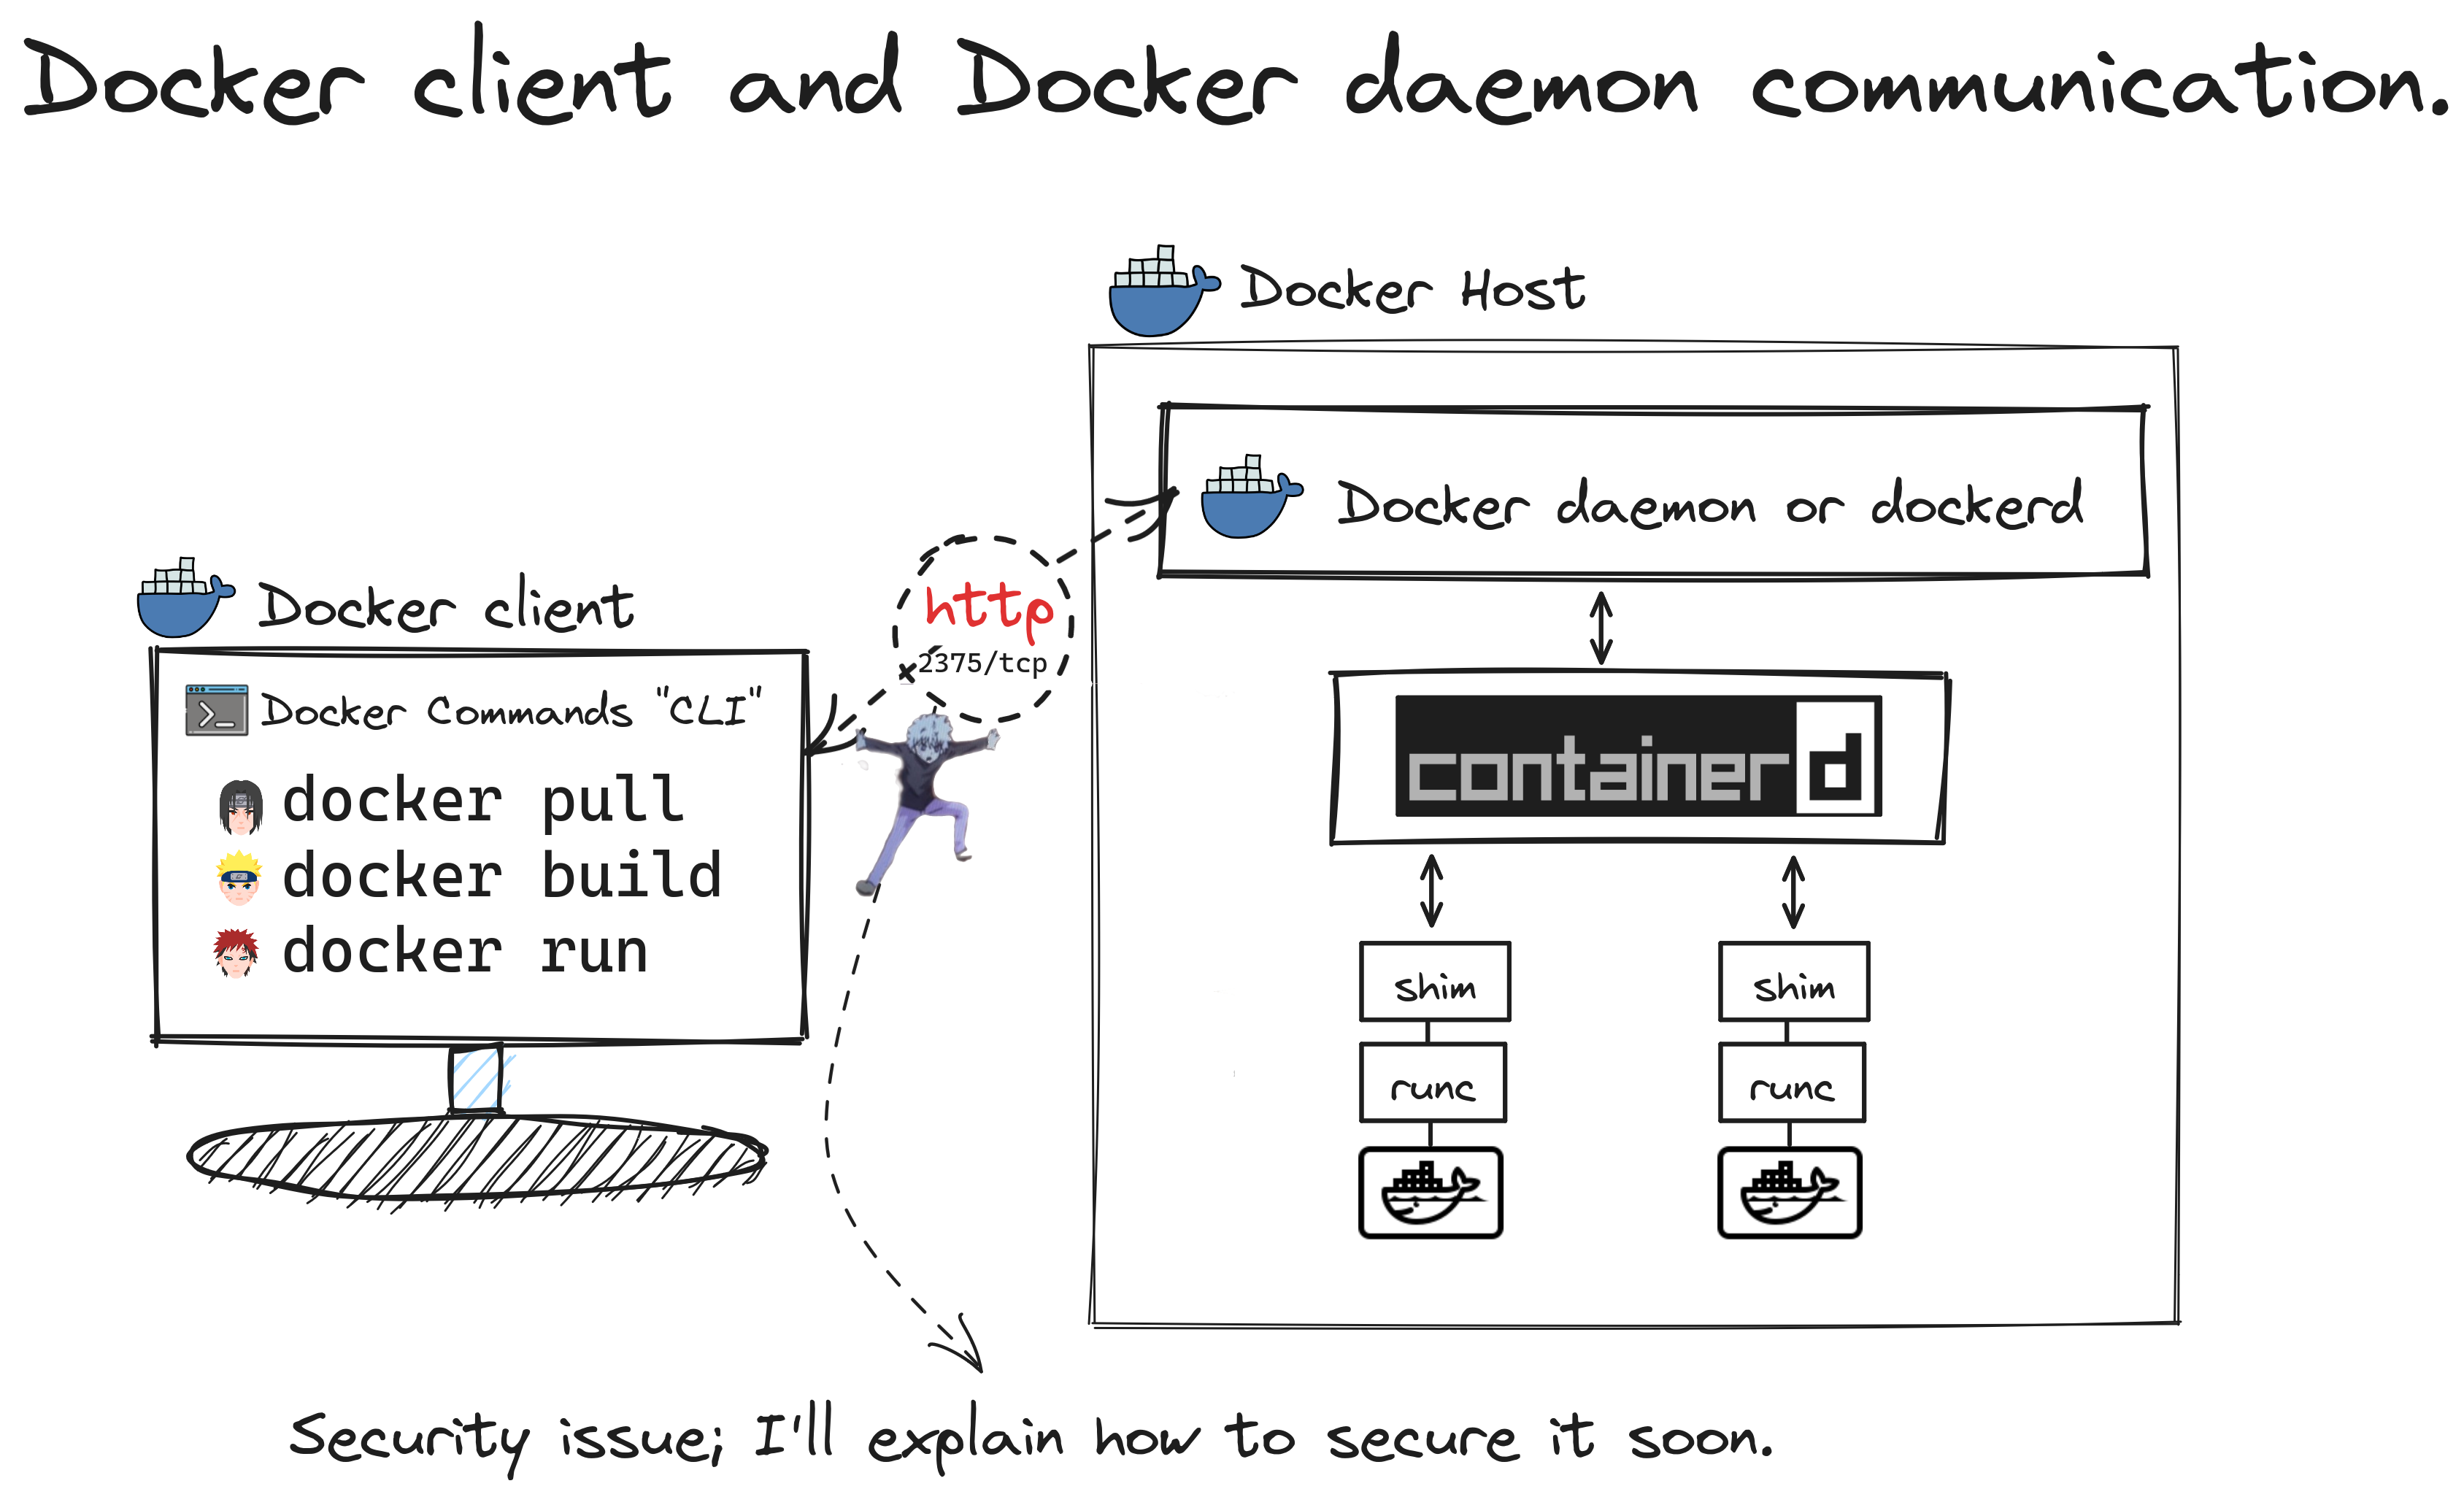 Docker client and Docker daemon communication.
Docker Host
Docker daemon or dockerd
http
2375/tcp
Docker client
Docker Commands "CLI"
docker pull
docker build
docker run
containerd
shim
shim
runc
runc
Security issue; I'll explain how to secure it soon.